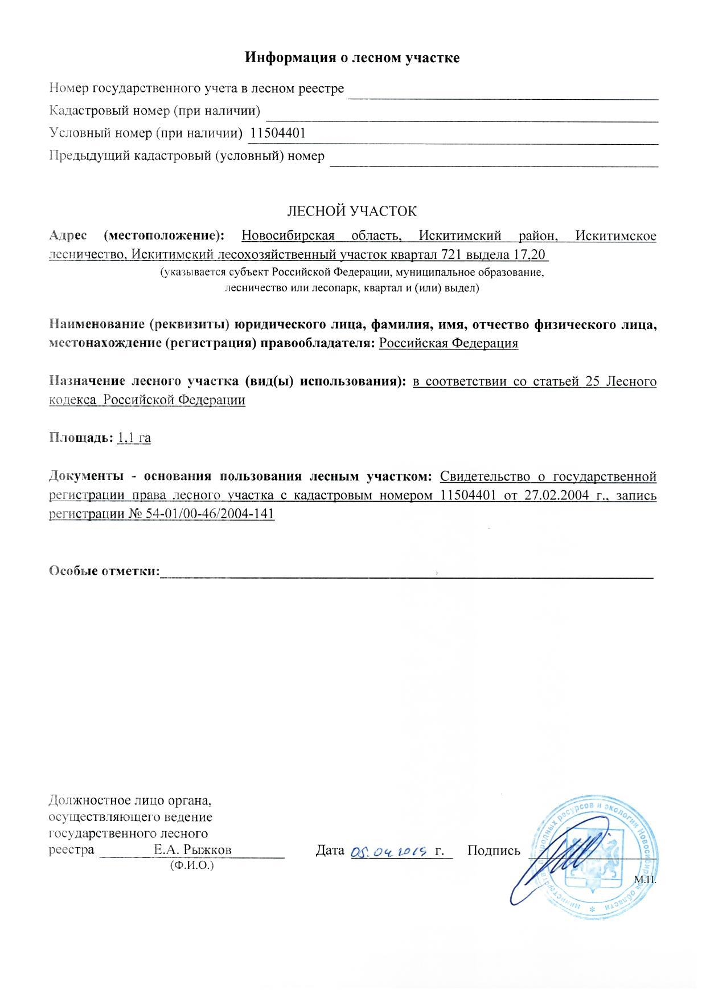 Информация о лесном участке
Номер государственного учета в лесном реестре
Кадастровый номер (при наличии)
Условный номер (при наличии) 11504401
Предыдущий кадастровый (условный) номер
ЛЕСНОЙ УЧАСТОК
Адрес (местоположение): Новосибирская область, Искитимский район, Искитимское
лесничество, Искитимский лесохозяйственный участок квартал 721 выдела 17,20
(указывается субъект Российской Федерации, муниципальное образование,
лесничество или лесопарк, квартал и (или) выдел)
Наименование (реквизиты) юридического лица, фамилия, имя, отчество физического лица,
местонахождение (регистрация) правообладателя: Российская Федерация
Назначение лесного участка (вид(ы) использования): в соответствии со статьей 25 Лесного
кодекса Российской Федерации
Площадь: 1,1 га
Документы - основания пользования лесным участком: Свидетельство о государственной
регистрации права лесного участка с кадастровым номером 11504401 от 27.02.2004 г., запись
регистрации № 54-01/00-46/2004-141
Особые отметки:
Должностное лицо органа,
осуществляющего ведение
государственного лесного
реестра Е.А. Рыжков Дата 05.04.2019 г. Подпись
(Ф.И.О.)
М.П.
министерство природных ресурсов и экологии Новосибирской области